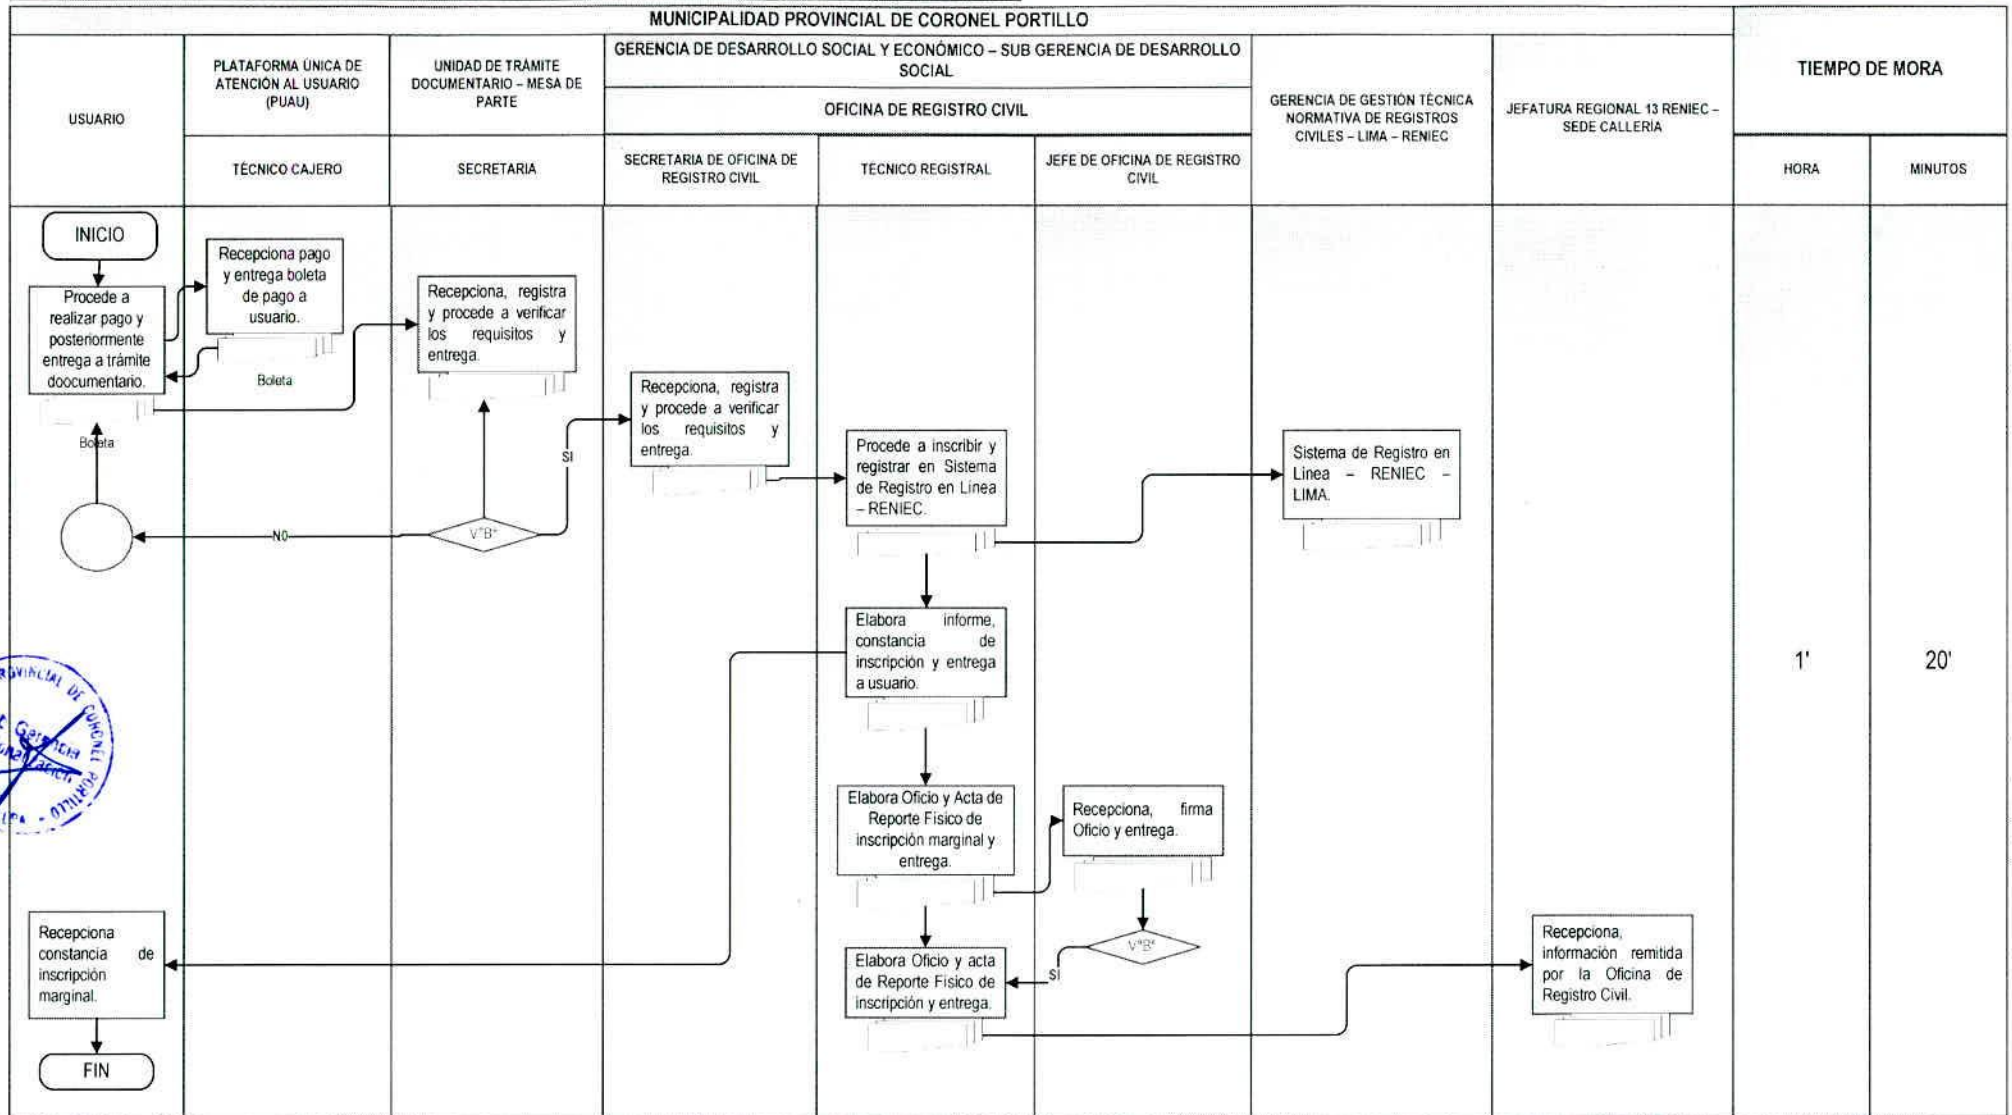 MUNICIPALIDAD PROVINCIAL DE CORONEL PORTILLO
USUARIO
PLATAFORMA ÚNICA DE
ATENCIÓN AL USUARIO
(PUAU)
TÉCNICO CAJERO
UNIDAD DE TRÁMITE
DOCUMENTARIO – MESA DE
PARTE
SECRETARIA
GERENCIA DE DESARROLLO SOCIAL Y ECONÓMICO – SUB GERENCIA DE DESARROLLO
SOCIAL
OFICINA DE REGISTRO CIVIL
SECRETARIA DE OFICINA DE
REGISTRO CIVIL
TECNICO REGISTRAL
JEFE DE OFICINA DE REGISTRO
CIVIL
GERENCIA DE GESTIÓN TÉCNICA
NORMATIVA DE REGISTROS
CIVILES – LIMA – RENIEC
JEFATURA REGIONAL 13 RENIEC –
SEDE CALLERÍA
TIEMPO DE MORA
HORA
MINUTOS
INICIO
Procede a
realizar pago y
posteriormente
entrega a trámite
doocumentario.
Boleta
Recepciona pago
y entrega boleta
de pago a
usuario.
Boleta
Recepciona, registra
y procede a verificar
los requisitos y
entrega.
V°B°
NO
SI
Recepciona, registra
y procede a verificar
los requisitos y
entrega.
Procede a inscribir y
registrar en Sistema
de Registro en Linea
– RENIEC.
Sistema de Registro en
Linea – RENIEC –
LIMA.
Elabora informe,
constancia de
inscripción y entrega
a usuario.
1'
20'
Elabora Oficio y Acta de
Reporte Fisico de
inscripción marginal y
entrega.
Recepciona, firma
Oficio y entrega.
V°B°
SI
Elabora Oficio y acta
de Reporte Fisico de
inscripción y entrega.
Recepciona,
información remitida
por la Oficina de
Registro Civil.
Recepciona
constancia de
inscripción
marginal.
FIN
PROVINCIAL DE CORONEL PORTILLO
Gerencia